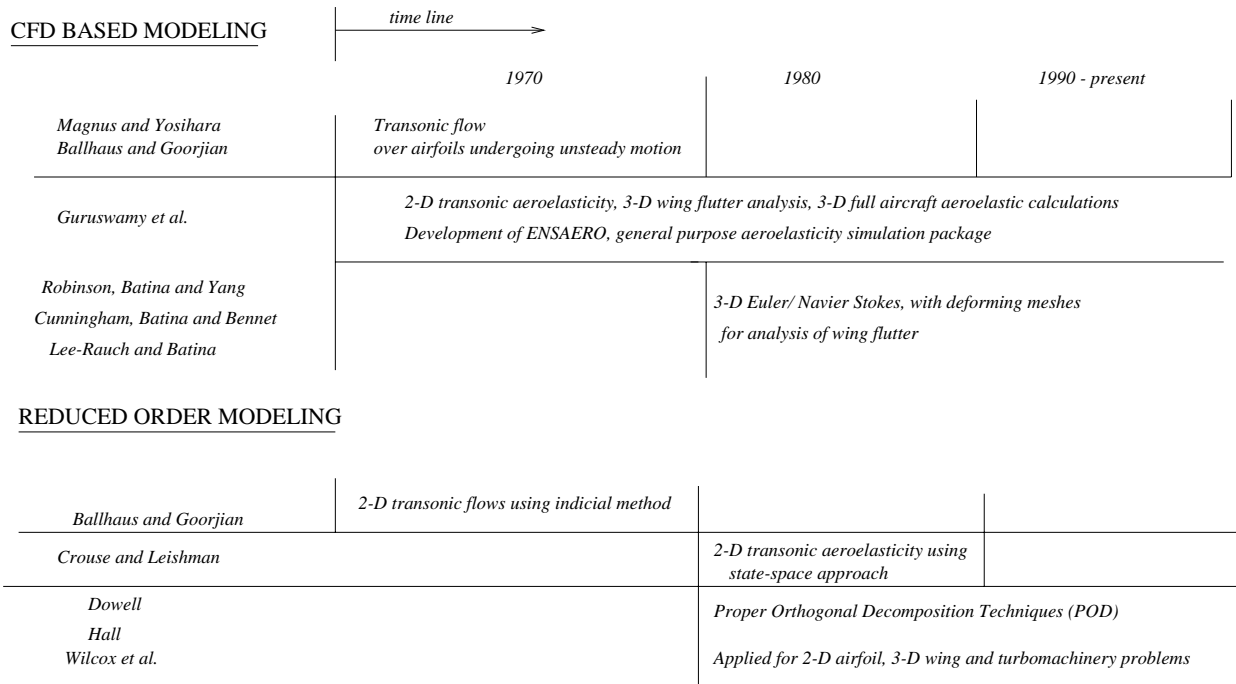 CFD BASED MODELING
time line
1970
1980
1990 - present
Magnus and Yosihara
Ballhaus and Goorjian
Transonic flow
over airfoils undergoing unsteady motion
Guruswamy et al.
2-D transonic aeroelasticity, 3-D wing flutter analysis, 3-D full aircraft aeroelastic calculations
Development of ENSAERO, general purpose aeroelasticity simulation package
Robinson, Batina and Yang
Cunningham, Batina and Bennet
Lee-Rauch and Batina
3-D Euler/ Navier Stokes, with deforming meshes
for analysis of wing flutter
REDUCED ORDER MODELING
Ballhaus and Goorjian
2-D transonic flows using indicial method
Crouse and Leishman
2-D transonic aeroelasticity using
state-space approach
Dowell
Hall
Wilcox et al.
Proper Orthogonal Decomposition Techniques (POD)
Applied for 2-D airfoil, 3-D wing and turbomachinery problems